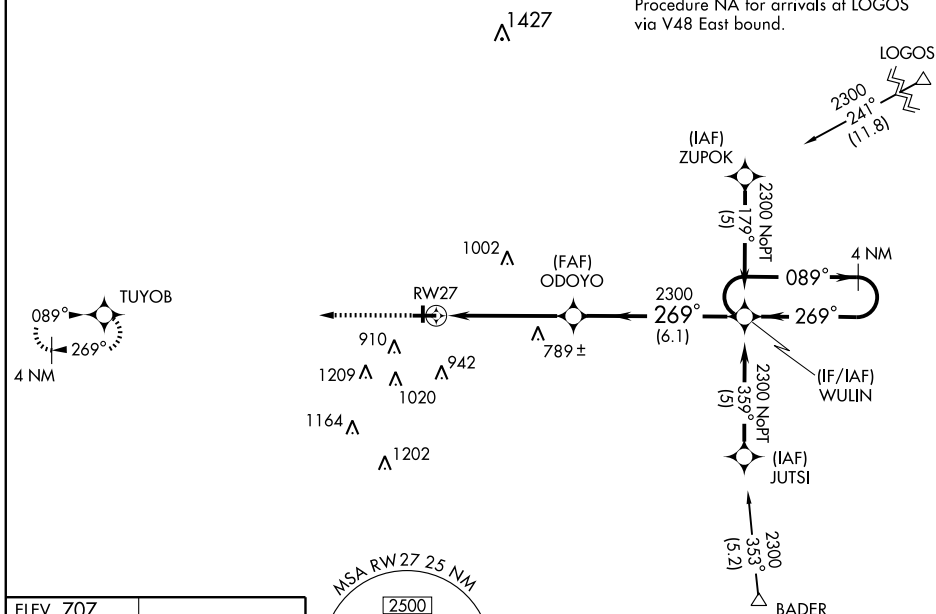 Procedure NA for arrivals at LOGOS
via V48 East bound.
1427
LOGOS
2300
241°
(11.8)
(IAF)
ZUPOK
2300 NoPT
179°
(5)
1002
(FAF)
ODOYO
4 NM
089°
TUYOB
RW27
2300
269°
(6.1)
269°
089°
269°
4 NM
910
789 ±
1209
942
1020
(IF/IAF)
WULIN
2300 NoPT
359°
(5)
1164
1202
(IAF)
JUTSI
2300
353°
(5.2)
MSA RW 27 25 NM
2500
BADER
ELEV 707